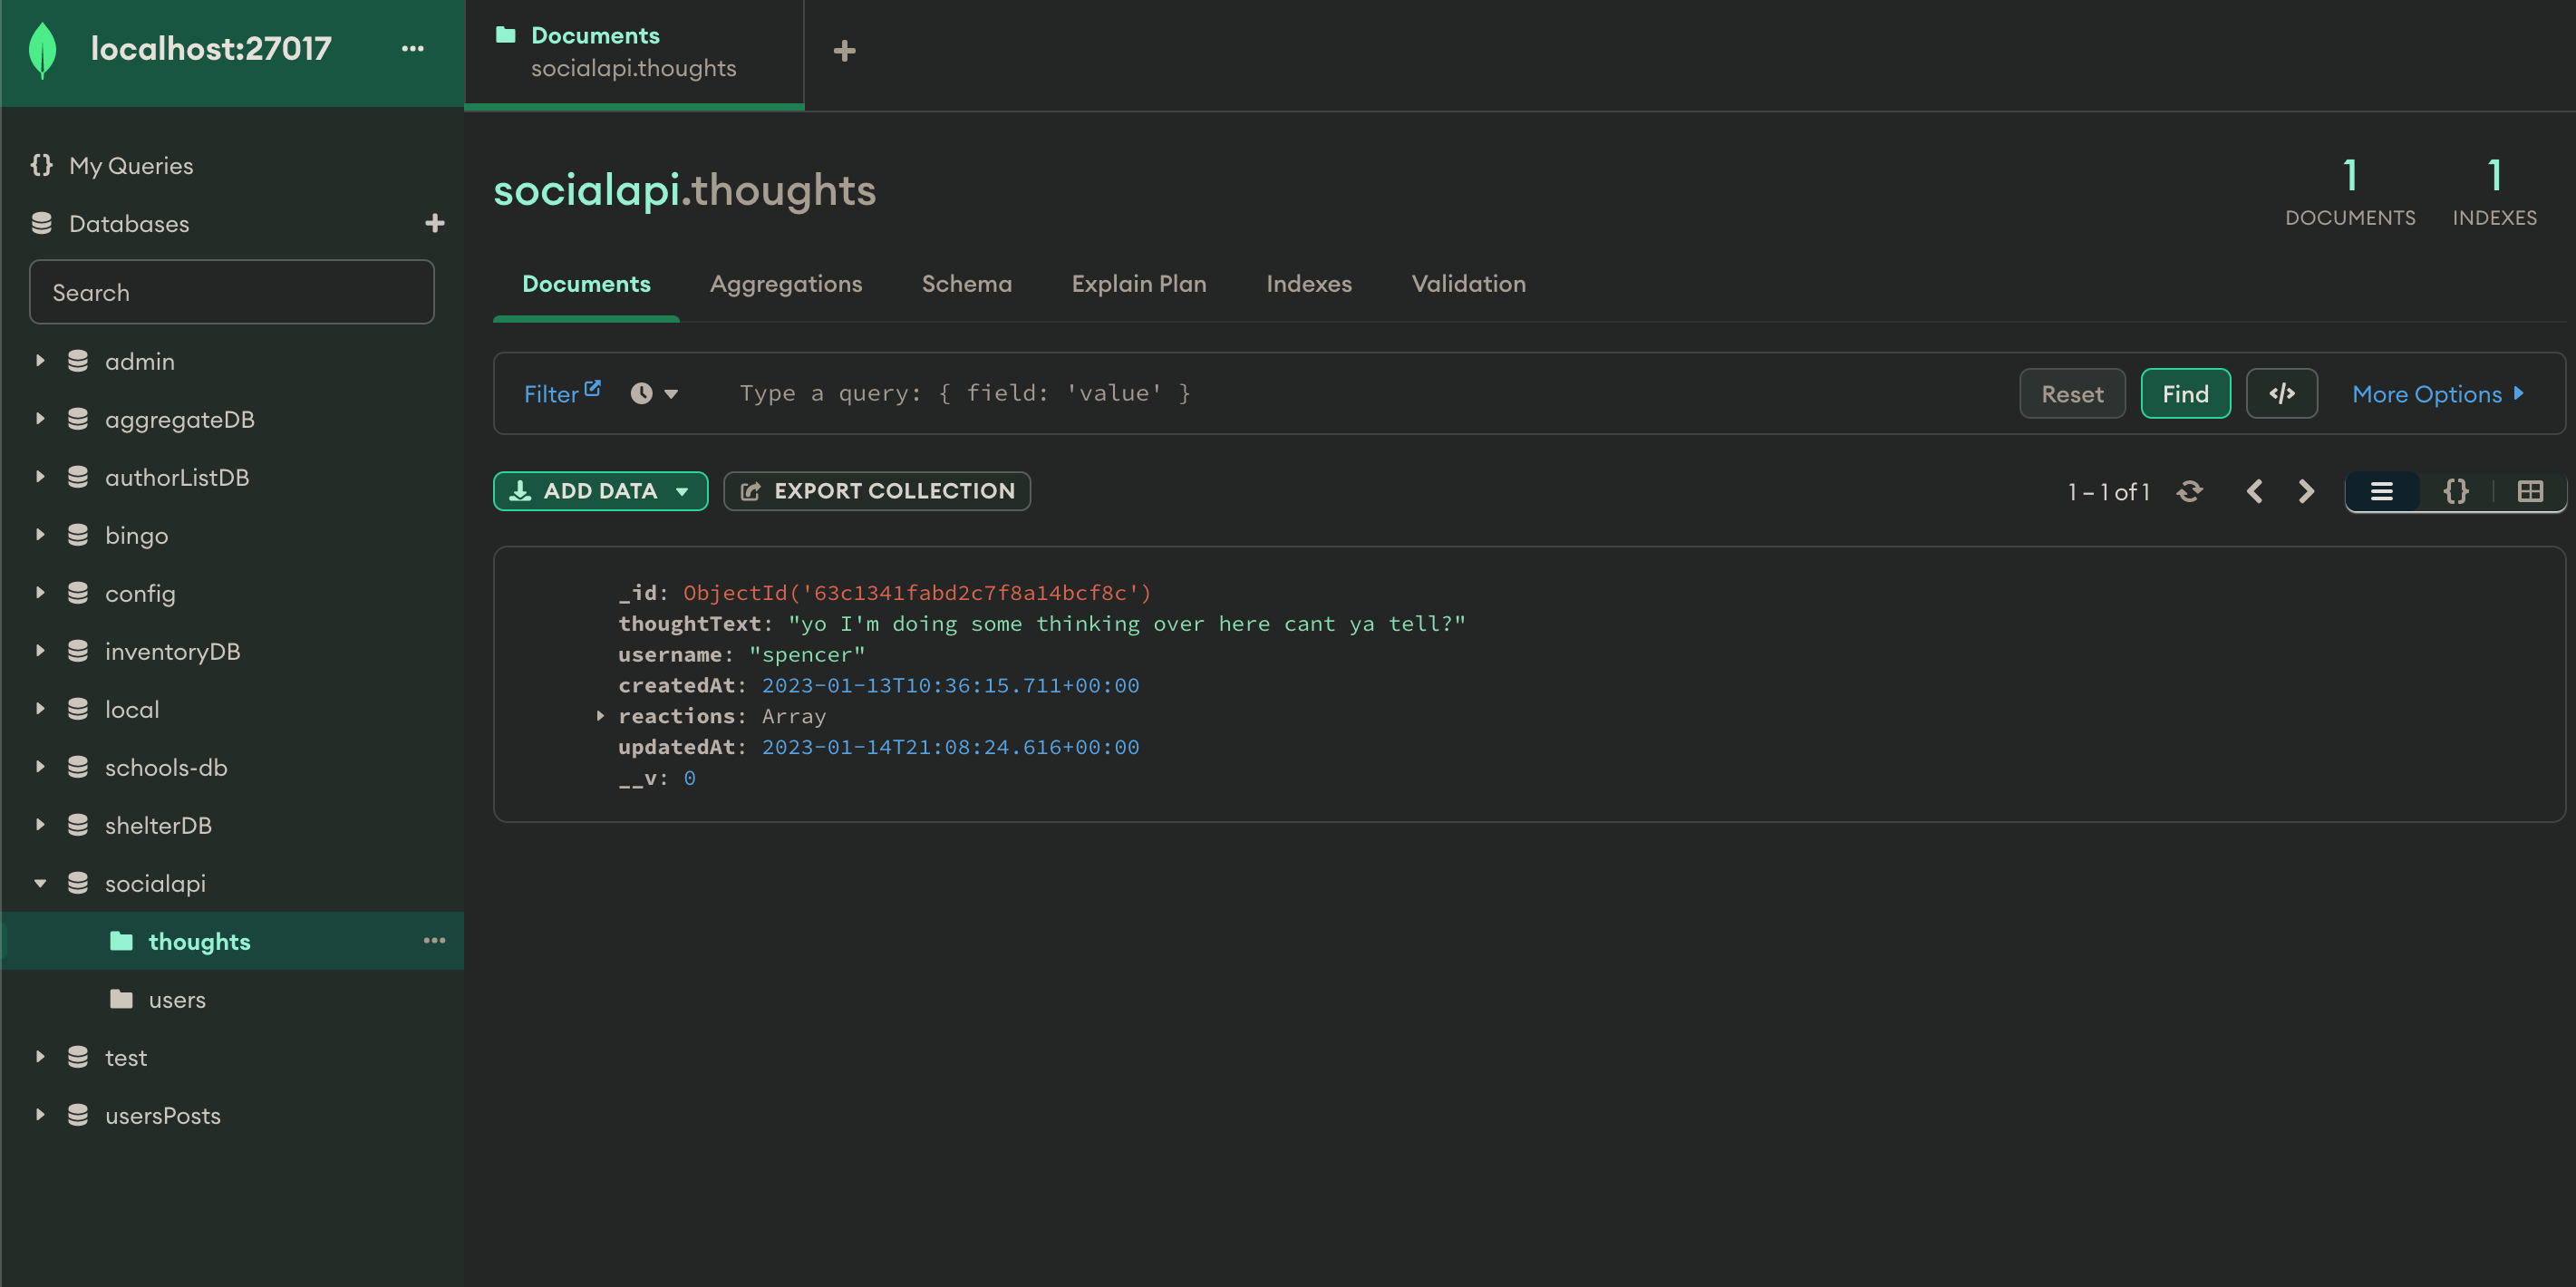 localhost:27017
My Queries
Databases
Search
admin
aggregateDB
authorListDB
bingo
config
inventoryDB
local
schools-db
shelterDB
socialapi
thoughts
users
test
usersPosts
Documents
socialapi.thoughts
socialapi.thoughts
1 DOCUMENTS
1 INDEXES
Documents Aggregations Schema Explain Plan Indexes Validation
Filter Type a query: { field: 'value' } Reset Find </> More Options
ADD DATA EXPORT COLLECTION 1 – 1 of 1 {}
_id: ObjectId('63c1341fabd2c7f8a14bcf8c')
thoughtText: "yo I'm doing some thinking over here cant ya tell?"
username: "spencer"
createdAt: 2023-01-13T10:36:15.711+00:00
reactions: Array
updatedAt: 2023-01-14T21:08:24.616+00:00
__v: 0